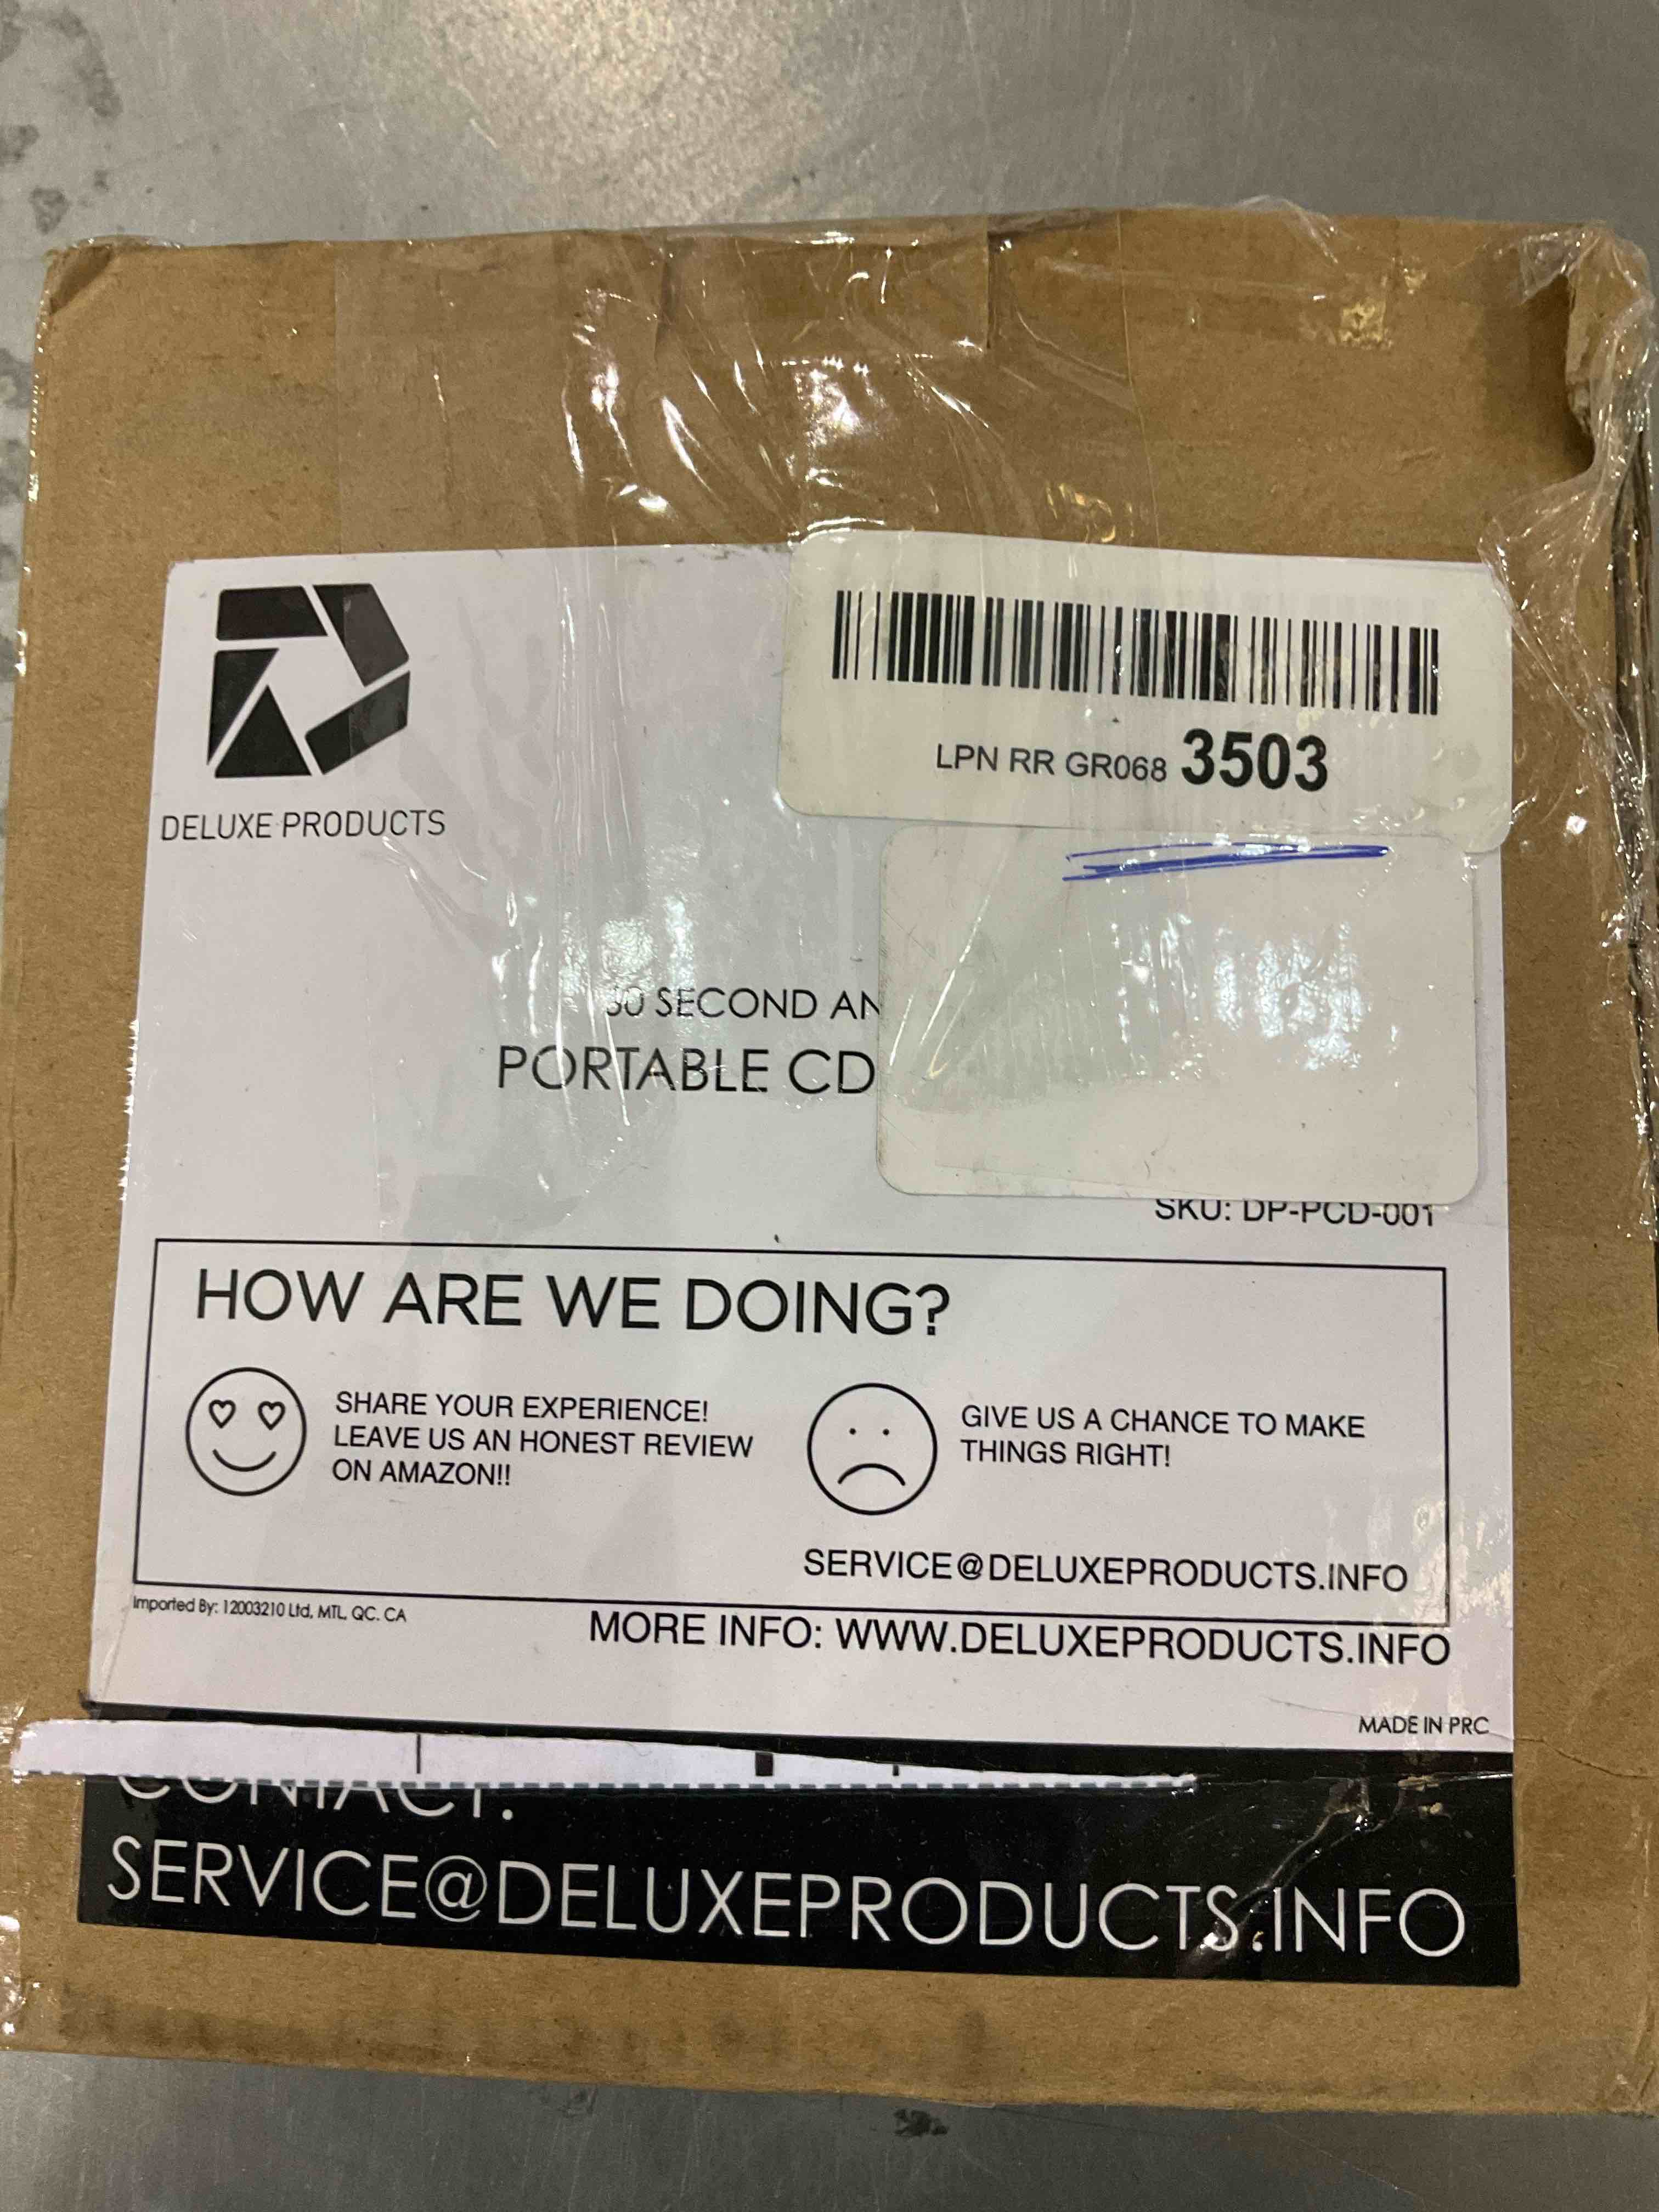 DELUXE PRODUCTS
LPN RR GR068 3503
30 SECOND AN
PORTABLE CD
SKU: DP-PCD-001
HOW ARE WE DOING?
SHARE YOUR EXPERIENCE!
LEAVE US AN HONEST REVIEW
ON AMAZON!!
GIVE US A CHANCE TO MAKE
THINGS RIGHT!
SERVICE@DELUXEPRODUCTS.INFO
Imported By: 12003210 Ltd, MTL, QC, CA
MORE INFO: WWW.DELUXEPRODUCTS.INFO
MADE IN PRC
CONTACT:
SERVICE@DELUXEPRODUCTS.INFO